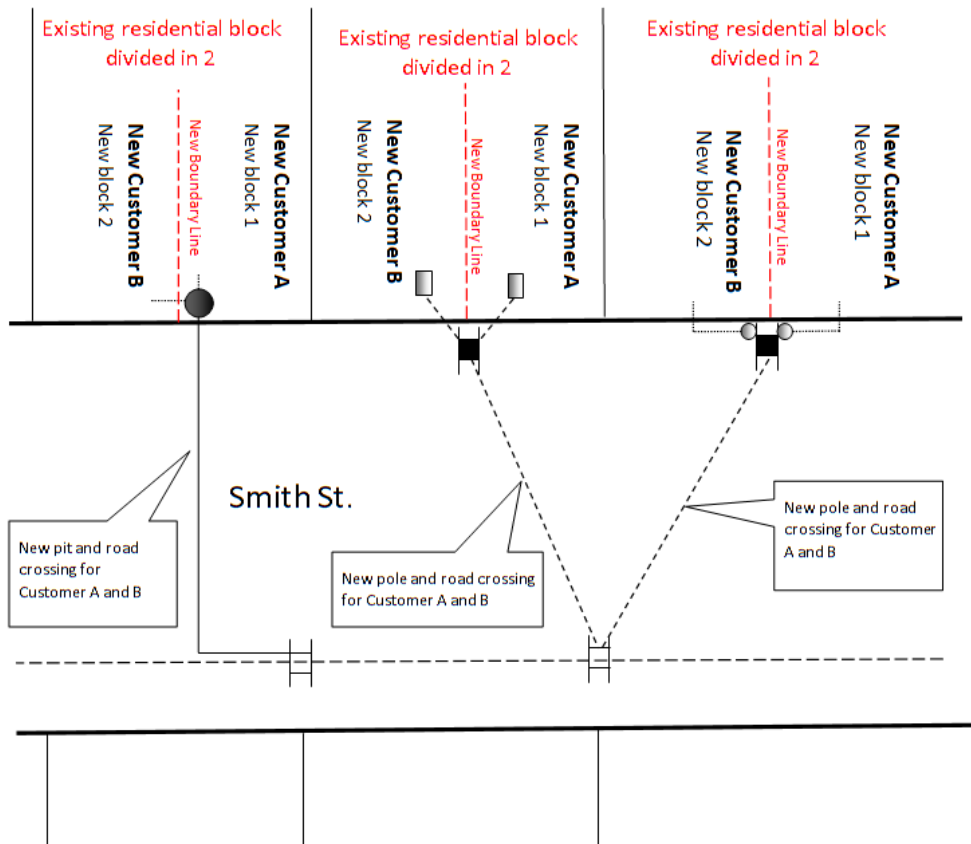 Existing residential block
divided in 2
Existing residential block
divided in 2
Existing residential block
divided in 2
New Customer B
New block 2
New Boundary Line
New Customer A
New block 1
New Customer B
New block 2
New Boundary Line
New Customer A
New block 1
New Customer B
New block 2
New Boundary Line
New Customer A
New block 1
Smith St.
New pit and road
crossing for
Customer A and B
New pole and road crossing
for Customer A and B
New pole and road
crossing for Customer
A and B